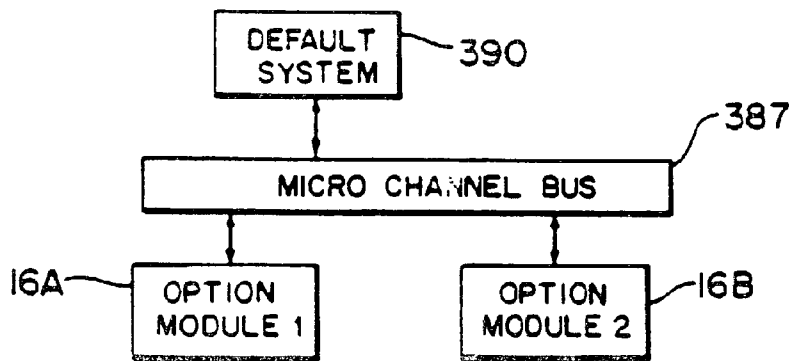 DEFAULT
SYSTEM
390
387
MICRO CHANNEL BUS
16A
OPTION
MODULE 1
OPTION
MODULE 2
16B